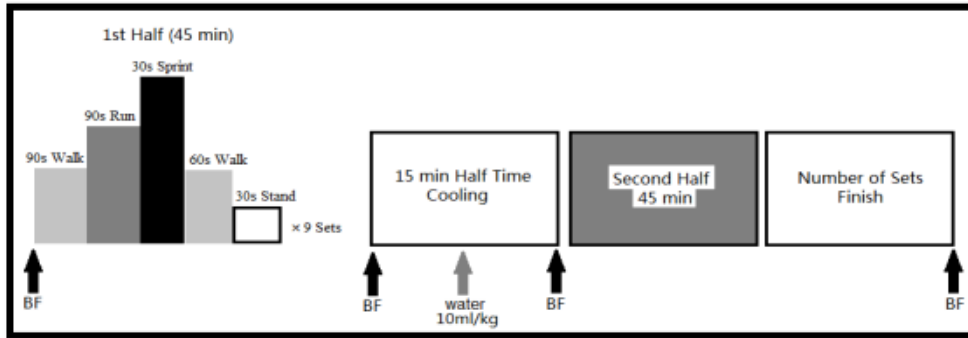 1st Half (45 min)
30s Sprint
90s Run
90s Walk
60s Walk
30s Stand
× 9 Sets
15 min Half Time
Cooling
Second Half
45 min
Number of Sets
Finish
BF
BF
water
10ml/kg
BF
BF